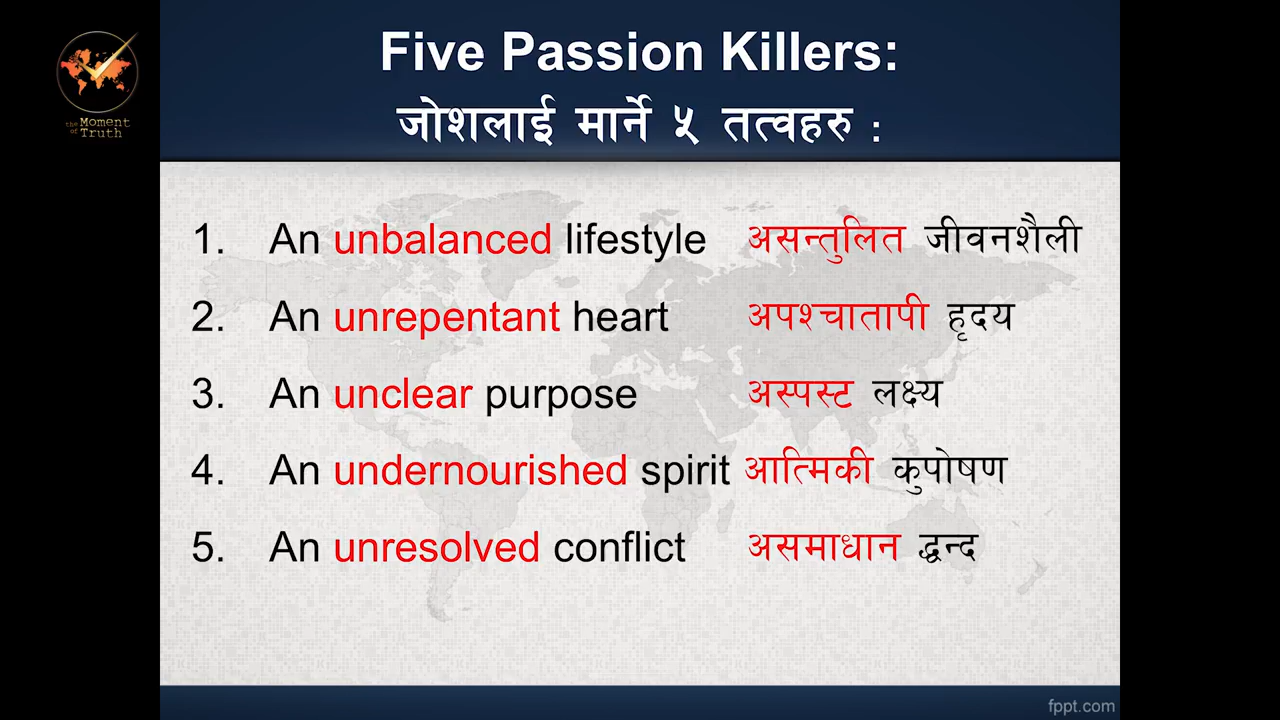 the Moment
of Truth
Five Passion Killers:
जोशलाई मार्ने ५ तत्वहरु :
1. An unbalanced lifestyle असन्तुलित जीवनशैली
2. An unrepentant heart अपश्चातापी हृदय
3. An unclear purpose अस्पस्ट लक्ष्य
4. An undernourished spirit आत्मिकी कुपोषण
5. An unresolved conflict असमाधान द्धन्द
fppt.com